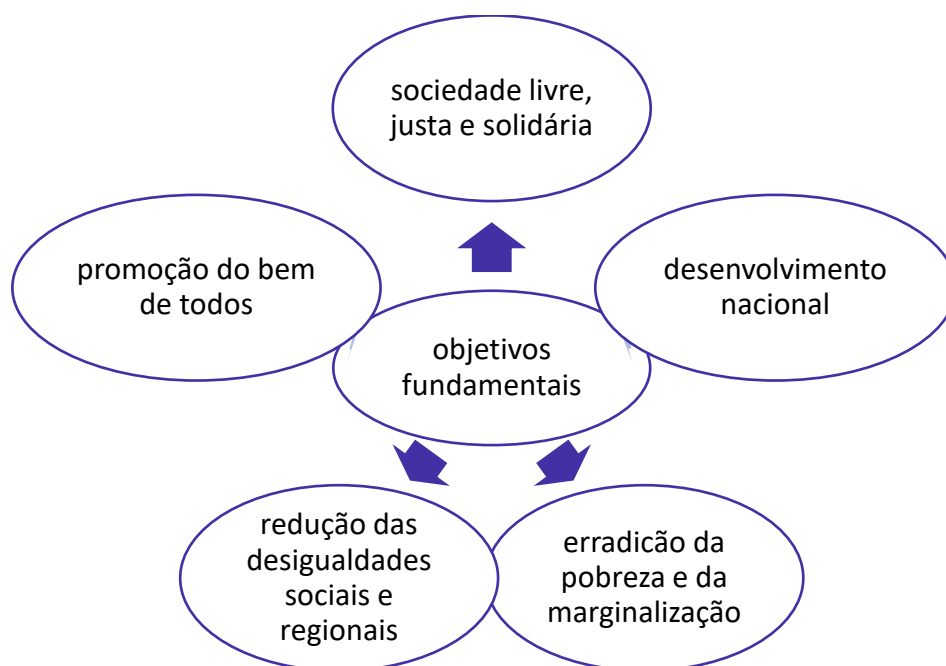 sociedade livre,
justa e solidária
promoção do bem
de todos
desenvolvimento
nacional
objetivos
fundamentais
redução das
desigualdades
sociais e
regionais
erradicão da
pobreza e da
marginalização